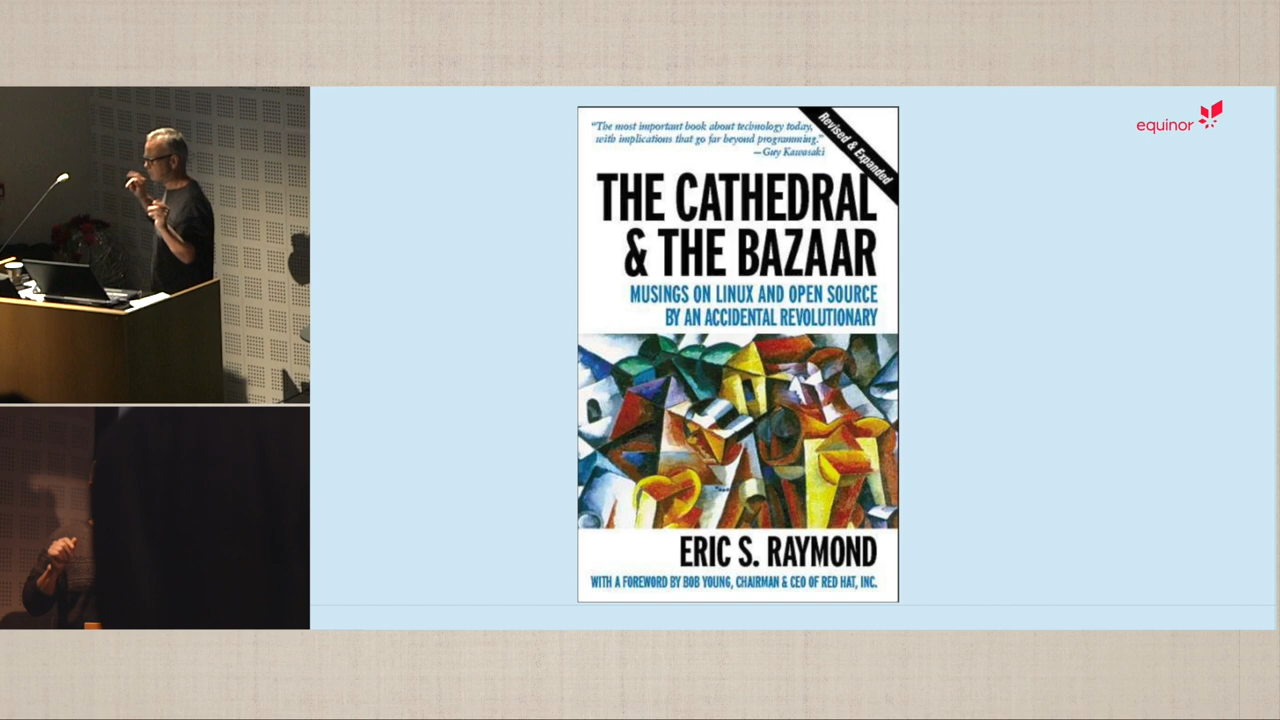 "The most important book about technology today,
with implications that go far beyond programming."
—Guy Kawasaki
Revised & Expanded
THE CATHEDRAL
& THE BAZAAR
MUSINGS ON LINUX AND OPEN SOURCE
BY AN ACCIDENTAL REVOLUTIONARY
ERIC S. RAYMOND
WITH A FOREWORD BY BOB YOUNG, CHAIRMAN & CEO OF RED HAT, INC.
equinor